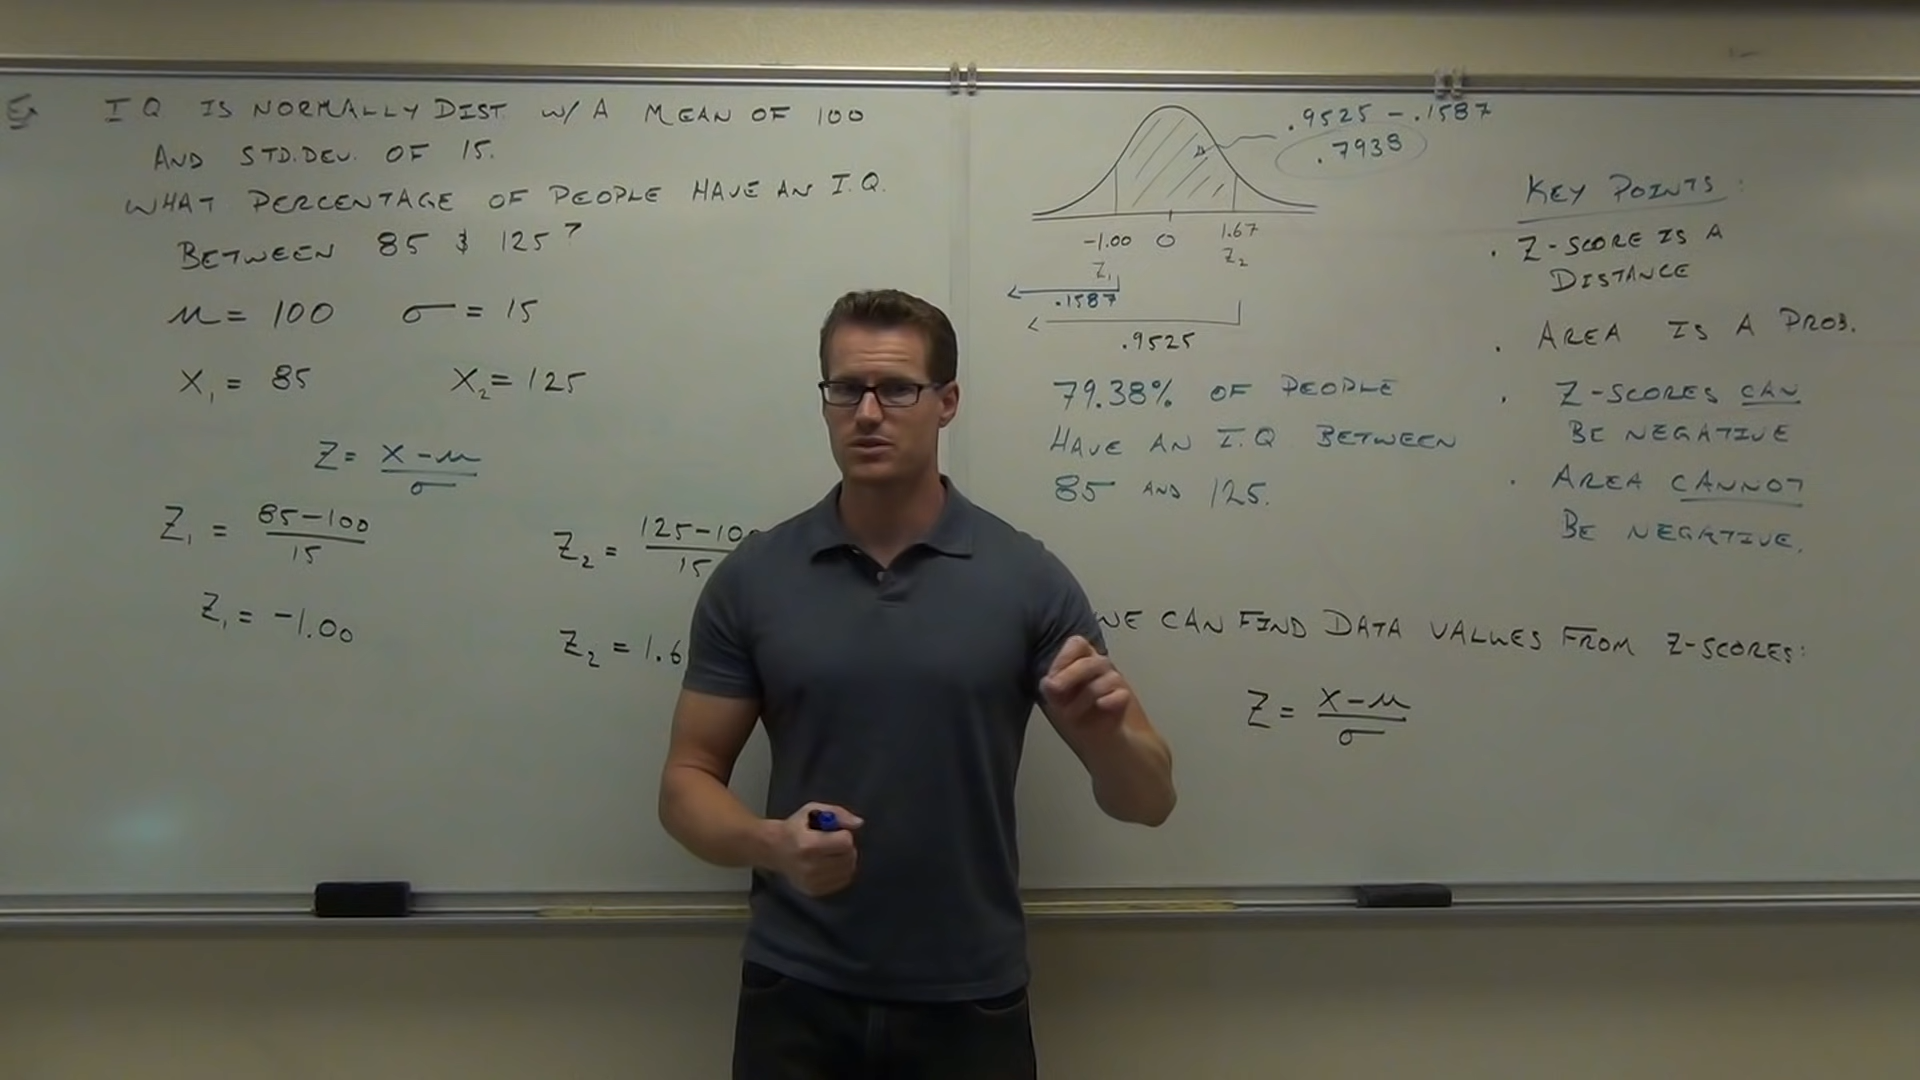 Ex IQ IS NORMALLY DIST. W/ A MEAN OF 100
AND STD.DEV. OF 15.
WHAT PERCENTAGE OF PEOPLE HAVE AN I.Q.
BETWEEN 85 & 125?
μ = 100 σ = 15
X₁ = 85 X₂ = 125
Z = X-μ
σ
Z₁ = 85-100
15
Z₁ = -1.00
Z₂ = 125-100
15
Z₂ = 1.6
.9525 - .1587
.7938
-1.00 0 1.67
Z₁ Z₂
.1587
.9525
79.38% OF PEOPLE
HAVE AN I.Q. BETWEEN
85 AND 125.
KEY POINTS:
· Z-SCORE IS A
DISTANCE
· AREA IS A PROB.
· Z-SCORES CAN
BE NEGATIVE
· AREA CANNOT
BE NEGATIVE.
WE CAN FIND DATA VALUES FROM Z-SCORES:
Z = X-μ
σ